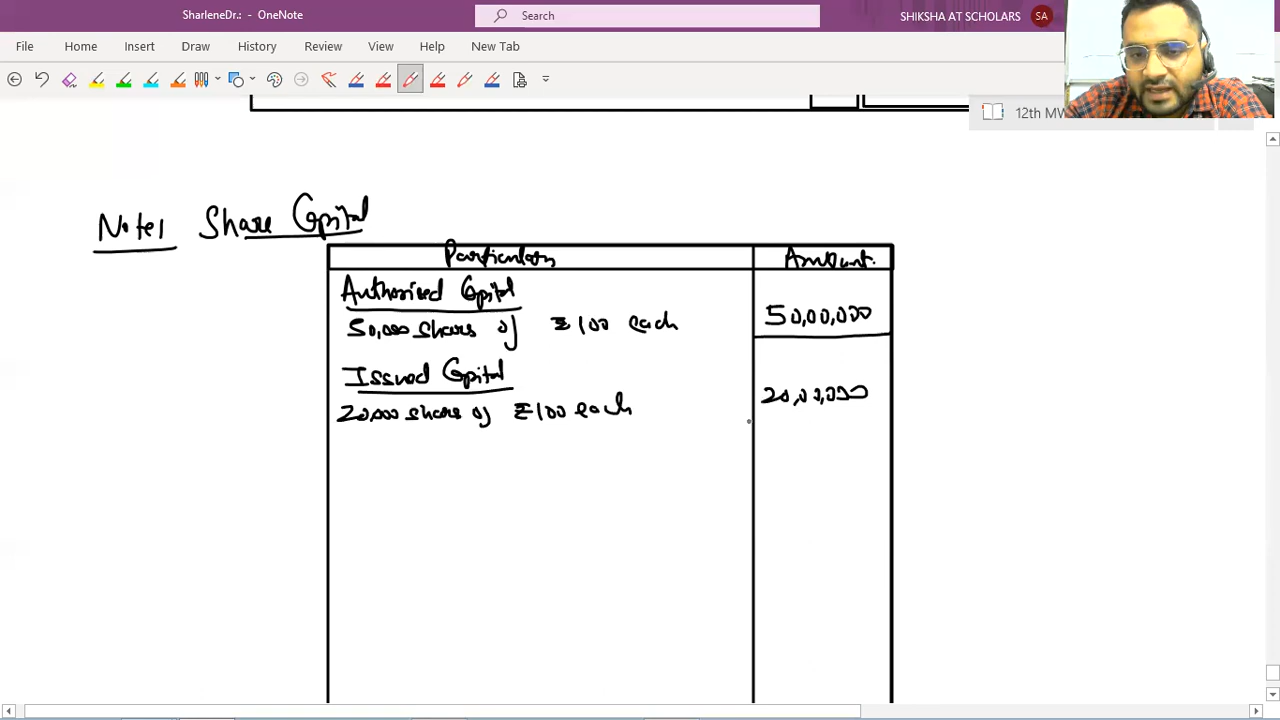 SharleneDr.: - OneNote
Search
SHIKSHA AT SCHOLARS SA
File Home Insert Draw History Review View Help New Tab
12th MW
Note1 Share Capital
Particulars Amount.
Authorised Capital
50,000 shares of ₹100 each 50,00,000
Issued Capital
20,000 share of ₹100 each 20,00,000